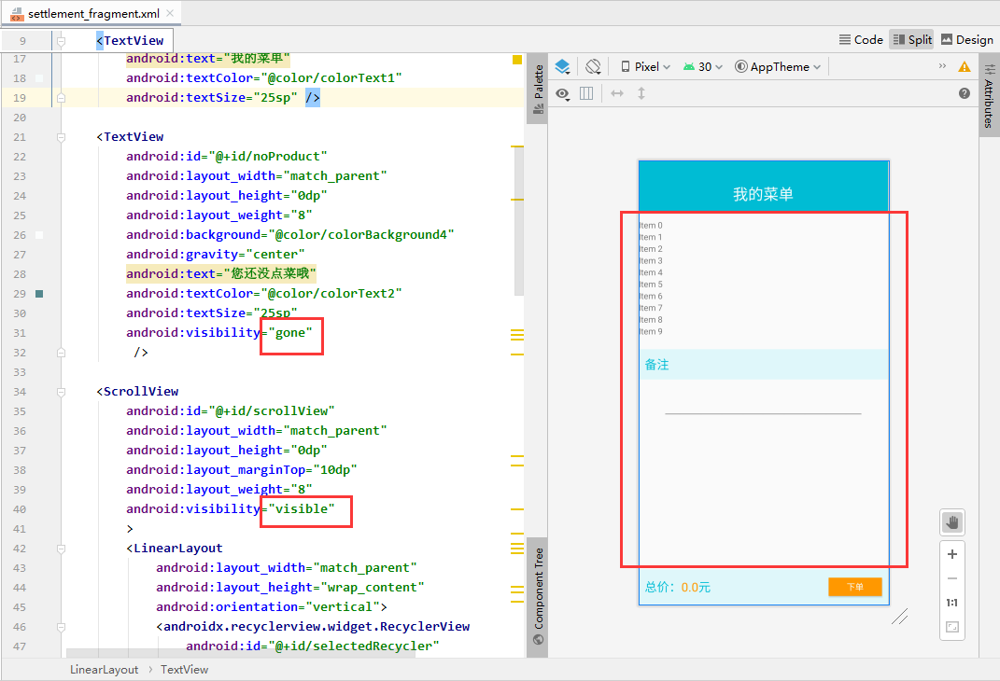 settlement_fragment.xml
9 <TextView
Code Split Design
17 android:text="我的菜单"
18 android:textColor="@color/colorText1"
19 android:textSize="25sp" />
20
21 <TextView
22 android:id="@+id/noProduct"
23 android:layout_width="match_parent"
24 android:layout_height="0dp"
25 android:layout_weight="8"
26 android:background="@color/colorBackground4"
27 android:gravity="center"
28 android:text="您还没点菜哦"
29 android:textColor="@color/colorText2"
30 android:textSize="25sp"
31 android:visibility="gone"
32 />
33
34 <ScrollView
35 android:id="@+id/scrollView"
36 android:layout_width="match_parent"
37 android:layout_height="0dp"
38 android:layout_marginTop="10dp"
39 android:layout_weight="8"
40 android:visibility="visible"
41 >
42 <LinearLayout
43 android:layout_width="match_parent"
44 android:layout_height="wrap_content"
45 android:orientation="vertical">
46 <androidx.recyclerview.widget.RecyclerView
47 android:id="@+id/selectedRecycler"
LinearLayout › TextView
Palette
Component Tree
Pixel 30 AppTheme »
Attributes
我的菜单
Item 0
Item 1
Item 2
Item 3
Item 4
Item 5
Item 6
Item 7
Item 8
Item 9
备注
总价：0.0元
下单
+
−
1:1